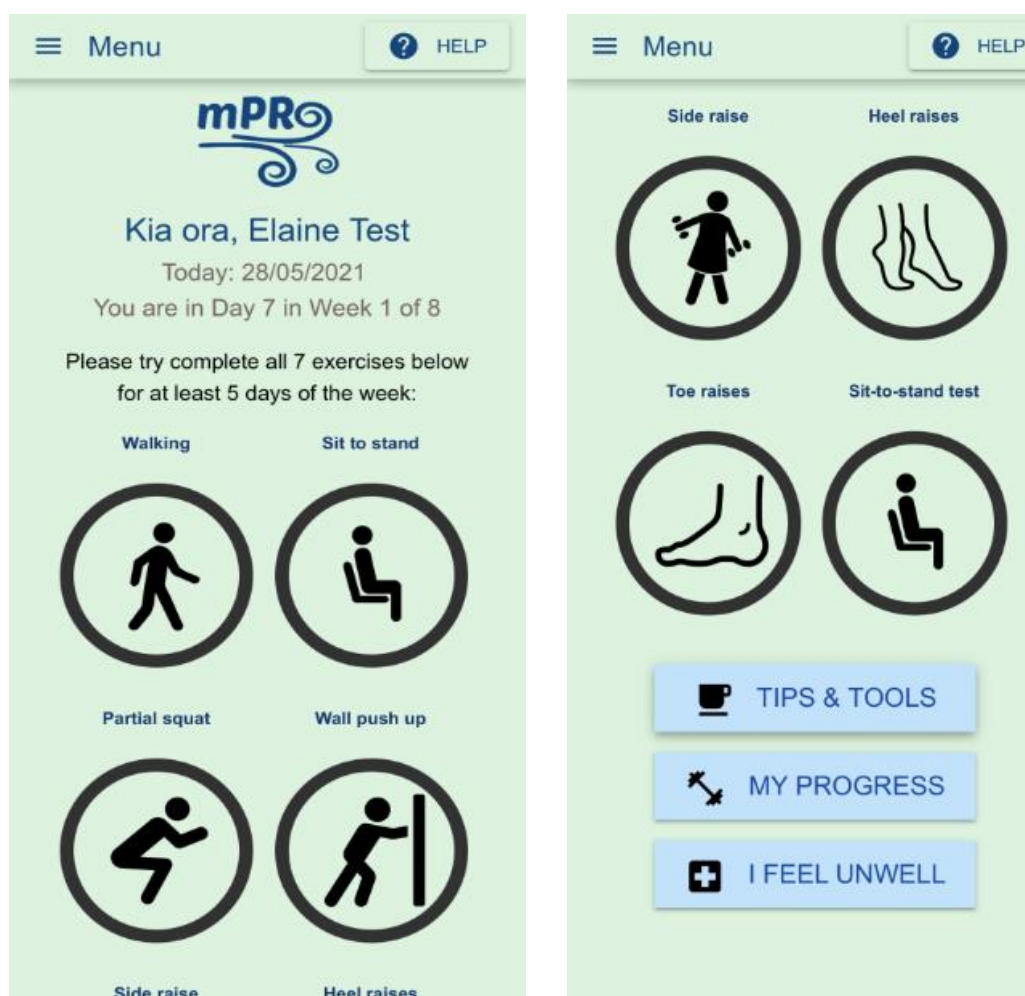 Menu
HELP
mPR
Kia ora, Elaine Test
Today: 28/05/2021
You are in Day 7 in Week 1 of 8
Please try complete all 7 exercises below
for at least 5 days of the week:
Walking Sit to stand
Partial squat Wall push up
Side raise Heel raises
Menu
HELP
Side raise Heel raises
Toe raises Sit-to-stand test
TIPS & TOOLS
MY PROGRESS
I FEEL UNWELL